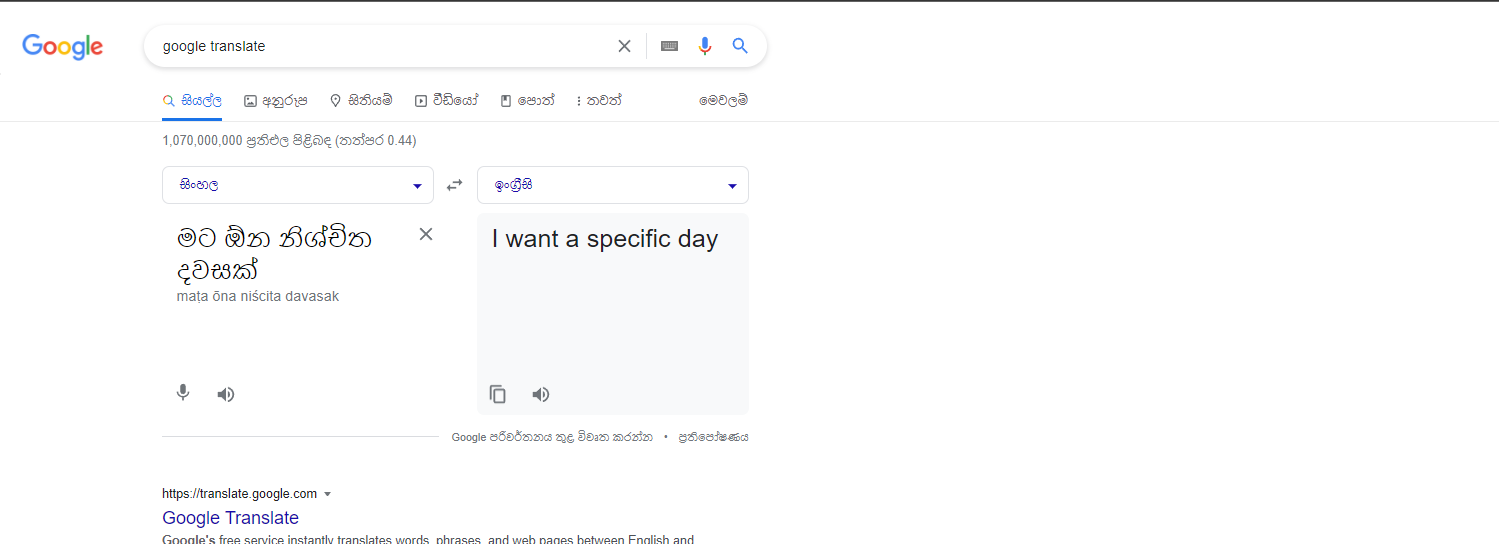 Google
google translate
සියල්ල
අනුරූප
සිතියම්
වීඩියෝ
පොත්
තවත්
මෙවලම්
1,070,000,000 ප්‍රතිඵල පිළිබඳ (තත්පර 0.44)
සිංහල
ඉංග්‍රීසි
මට ඕන නිශ්චිත
දවසක්
maṭa ōna niścita davasak
I want a specific day
Google පරිවර්තනය තුළ විවෘත කරන්න • ප්‍රතිපෝෂණය
https://translate.google.com
Google Translate
Google's free service instantly translates words, phrases, and web pages between English and